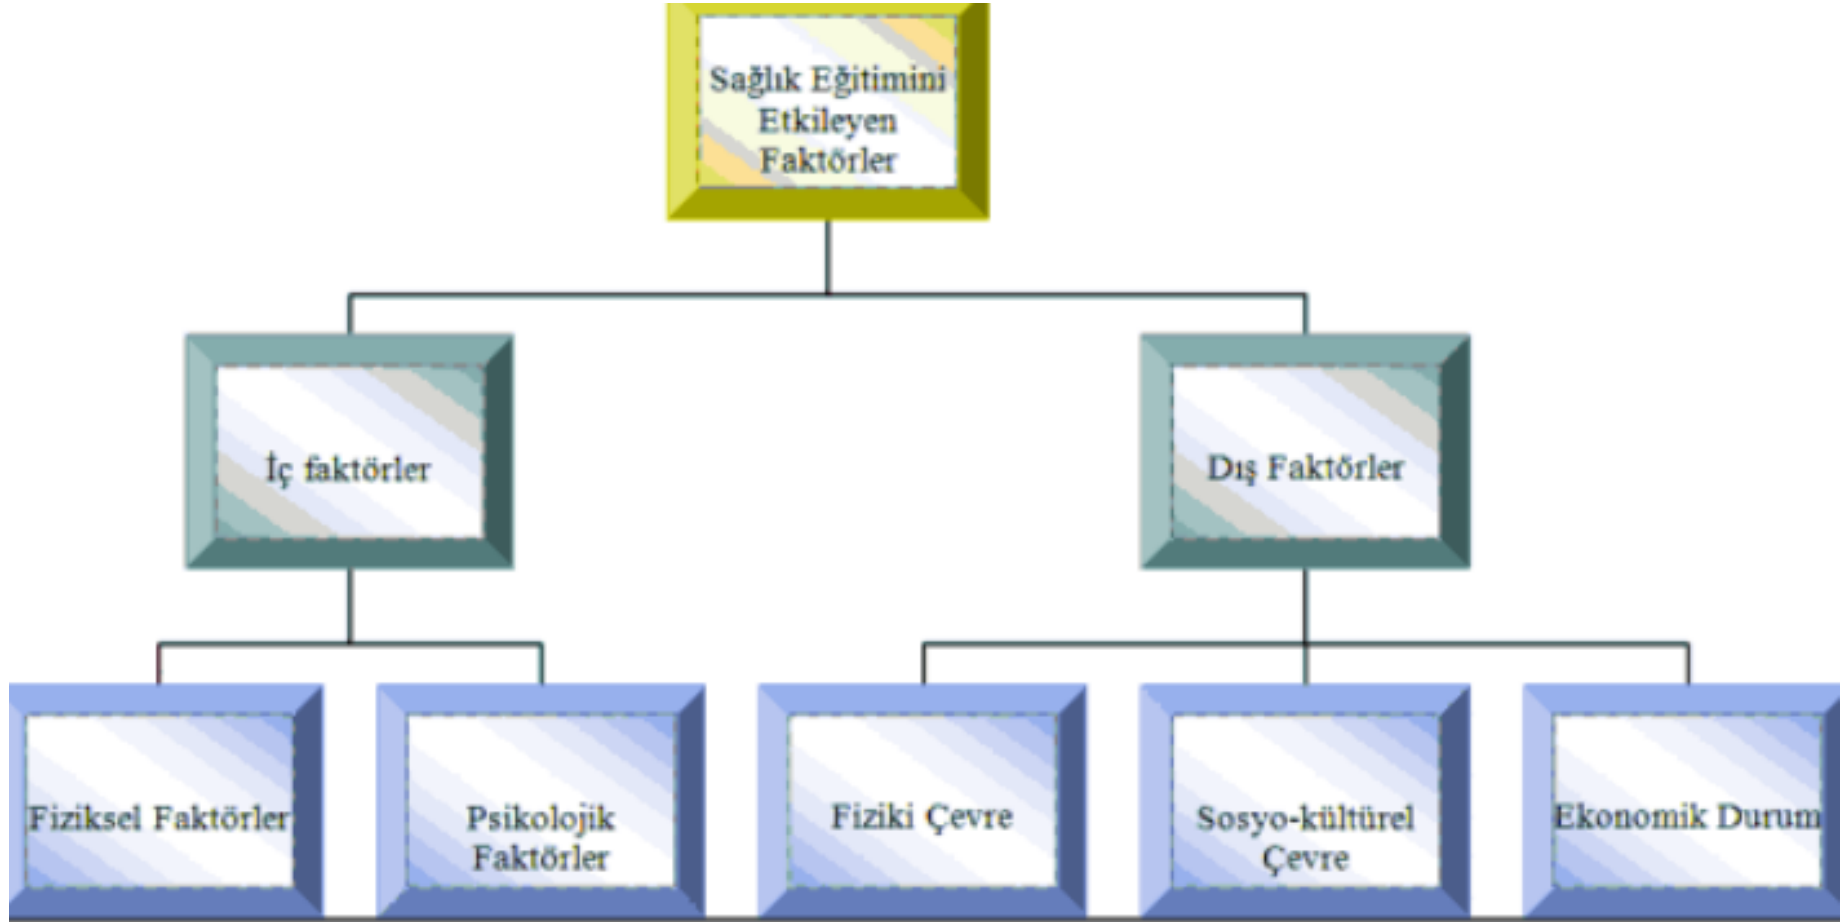 Sağlık Eğitimini
Etkileyen
Faktörler
İç faktörler
Dış Faktörler
Fiziksel Faktörler
Psikolojik
Faktörler
Fiziki Çevre
Sosyo-kültürel
Çevre
Ekonomik Durum